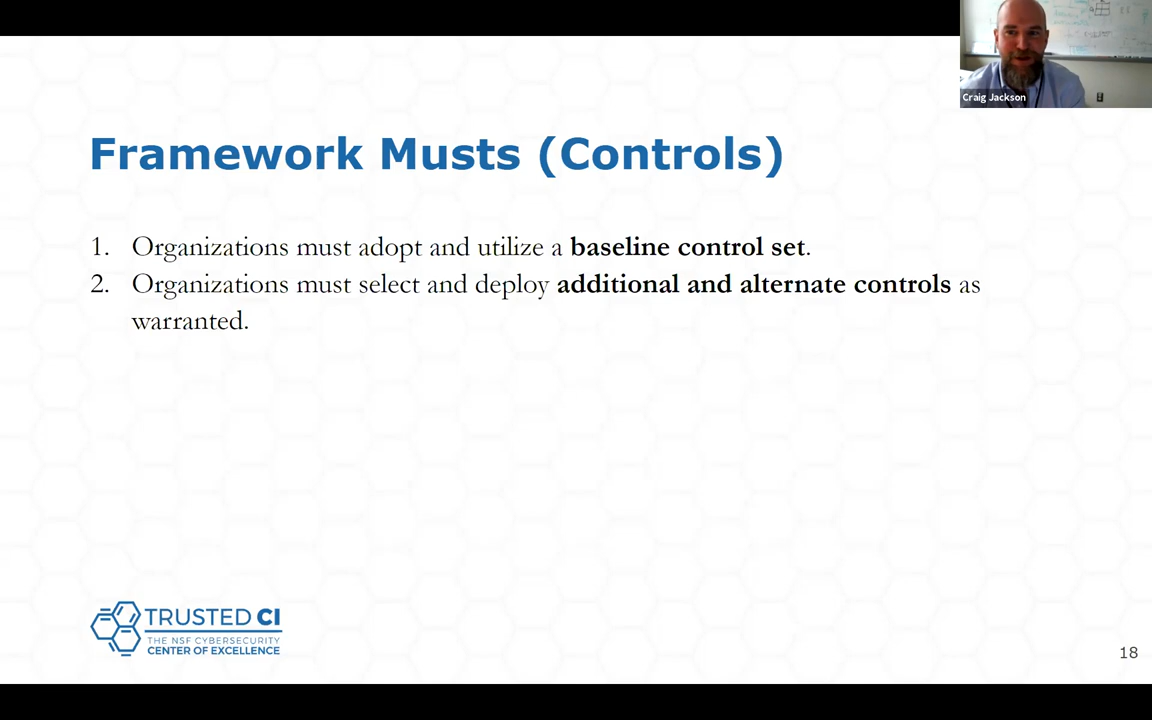 Craig Jackson
Framework Musts (Controls)
1. Organizations must adopt and utilize a baseline control set.
2. Organizations must select and deploy additional and alternate controls as
warranted.
TRUSTED CI
THE NSF CYBERSECURITY
CENTER OF EXCELLENCE
18